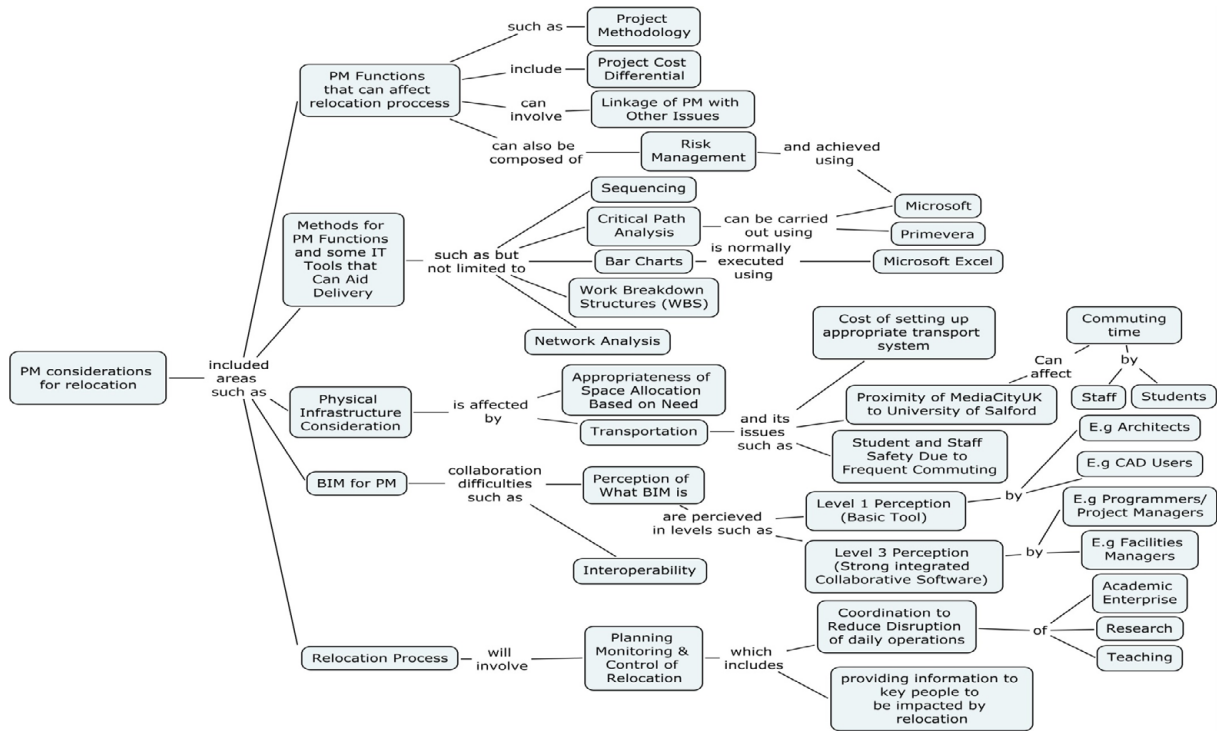 PM considerations
for relocation
included
areas
such as
PM Functions
that can affect
relocation proccess
such as
Project
Methodology
include
Project Cost
Differential
can
involve
Linkage of PM with
Other Issues
can also be
composed of
Risk
Management
and achieved
using
Methods for
PM Functions
and some IT
Tools that
Can Aid
Delivery
such as but
not limited to
Sequencing
Critical Path
Analysis
can be carried
out using
Microsoft
Primevera
Bar Charts
is normally
executed
using
Microsoft Excel
Work Breakdown
Structures (WBS)
Network Analysis
Physical
Infrastructure
Consideration
is affected
by
Appropriateness of
Space Allocation
Based on Need
Transportation
and its
issues
such as
Cost of setting up
appropriate transport
system
Proximity of MediaCityUK
to University of Salford
Can
affect
Commuting
time
by
Staff
Students
Student and Staff
Safety Due to
Frequent Commuting
BIM for PM
collaboration
difficulties
such as
Perception of
What BIM is
are percieved
in levels such as
Level 1 Perception
(Basic Tool)
by
E.g Architects
E.g CAD Users
Level 3 Perception
(Strong integrated
Collaborative Software)
by
E.g Programmers/
Project Managers
E.g Facilities
Managers
Interoperability
Relocation Process
will
involve
Planning
Monitoring &
Control of
Relocation
which
includes
Coordination to
Reduce Disruption
of daily operations
of
Academic
Enterprise
Research
Teaching
providing information to
key people to
be impacted by
relocation